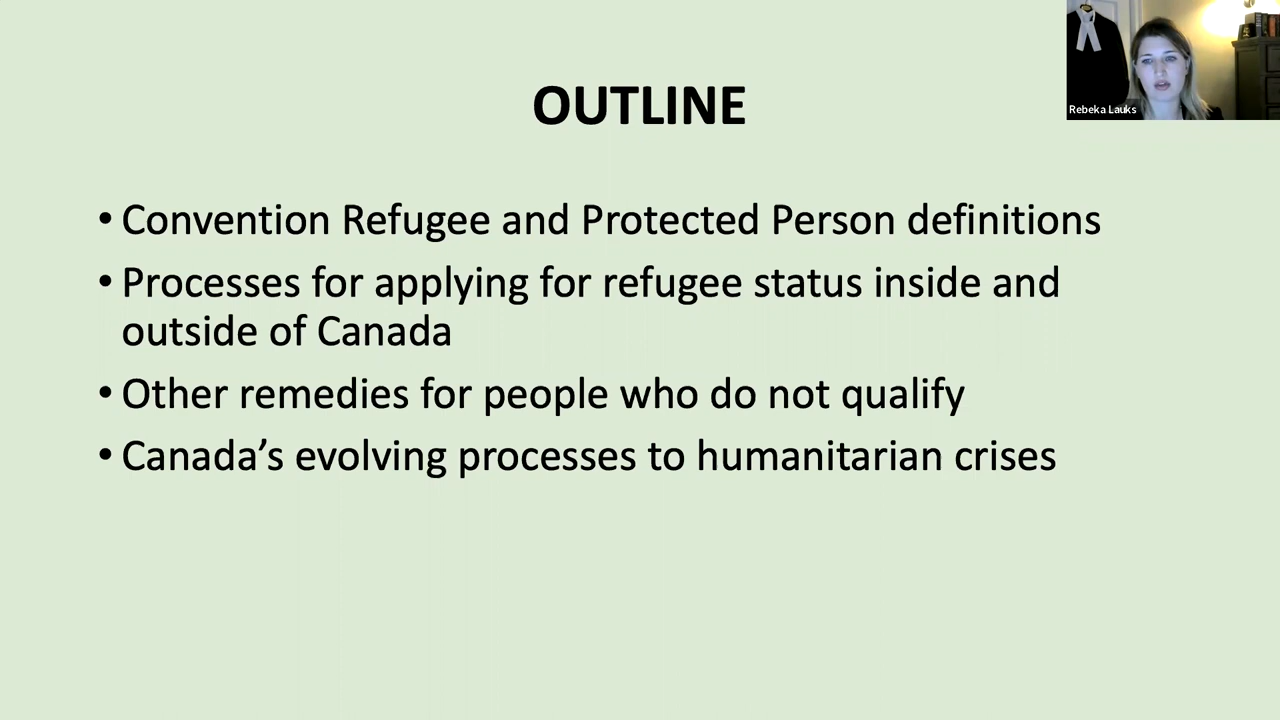 OUTLINE
Rebeka Lauks
• Convention Refugee and Protected Person definitions
• Processes for applying for refugee status inside and
outside of Canada
• Other remedies for people who do not qualify
• Canada’s evolving processes to humanitarian crises